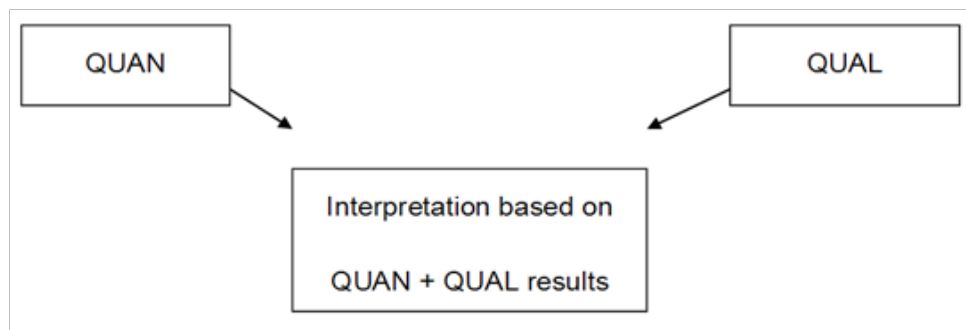 QUAN
QUAL
Interpretation based on
QUAN + QUAL results